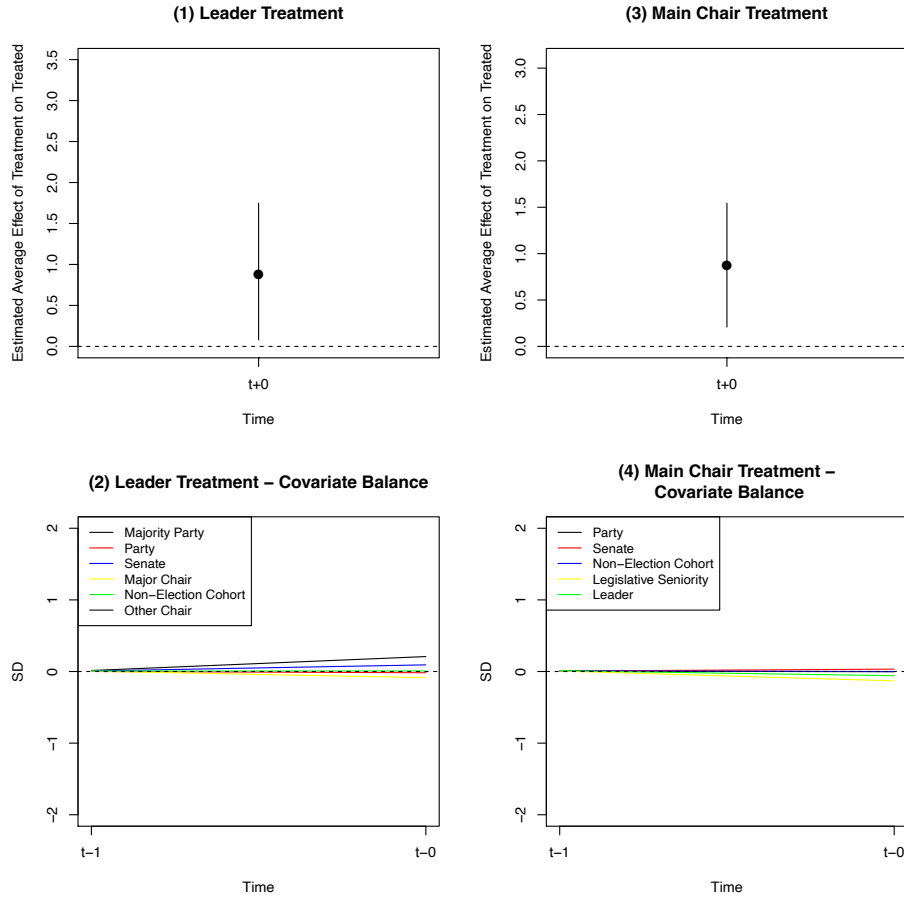 (1) Leader Treatment
Estimated Average Effect of Treatment on Treated
3.5
3.0
2.5
2.0
1.5
1.0
0.5
0.0
t+0
Time
(3) Main Chair Treatment
Estimated Average Effect of Treatment on Treated
3.0
2.5
2.0
1.5
1.0
0.5
0.0
t+0
Time
(2) Leader Treatment – Covariate Balance
Majority Party
Party
Senate
Major Chair
Non−Election Cohort
Other Chair
SD
2
1
0
−1
−2
t−1
t−0
Time
(4) Main Chair Treatment –
Covariate Balance
Party
Senate
Non−Election Cohort
Legislative Seniority
Leader
SD
2
1
0
−1
−2
t−1
t−0
Time